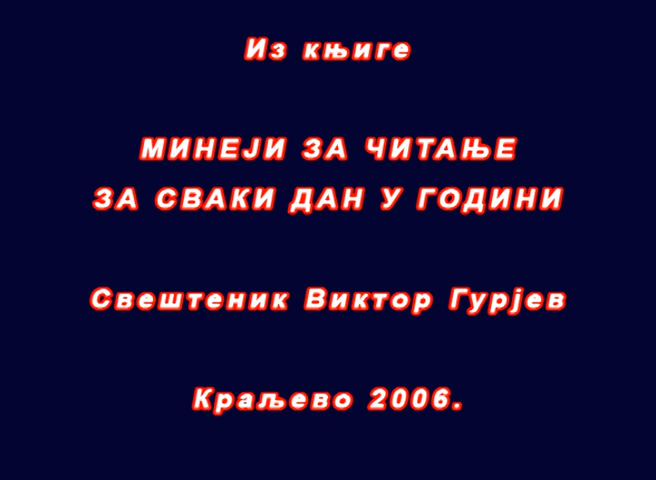 Из књиге
МИНЕЈИ ЗА ЧИТАЊЕ
ЗА СВАКИ ДАН У ГОДИНИ
Свештеник Виктор Гурјев
Краљево 2006.